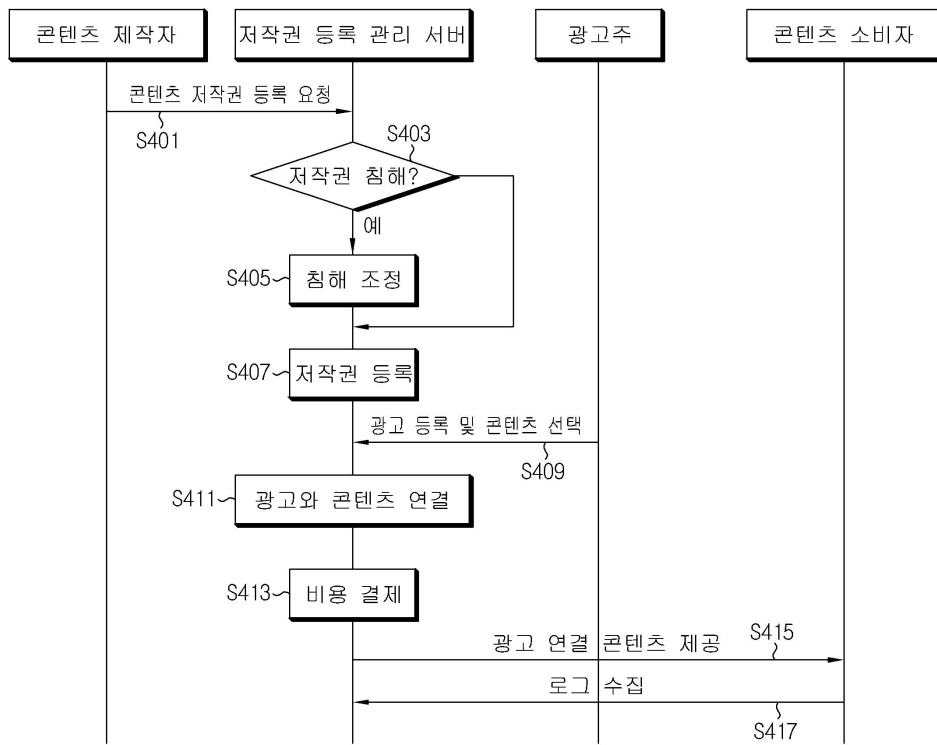 콘텐츠 제작자
저작권 등록 관리 서버
광고주
콘텐츠 소비자
콘텐츠 저작권 등록 요청
S401
S403
저작권 침해?
예
S405
침해 조정
S407
저작권 등록
광고 등록 및 콘텐츠 선택
S409
S411
광고와 콘텐츠 연결
S413
비용 결제
광고 연결 콘텐츠 제공
S415
로그 수집
S417